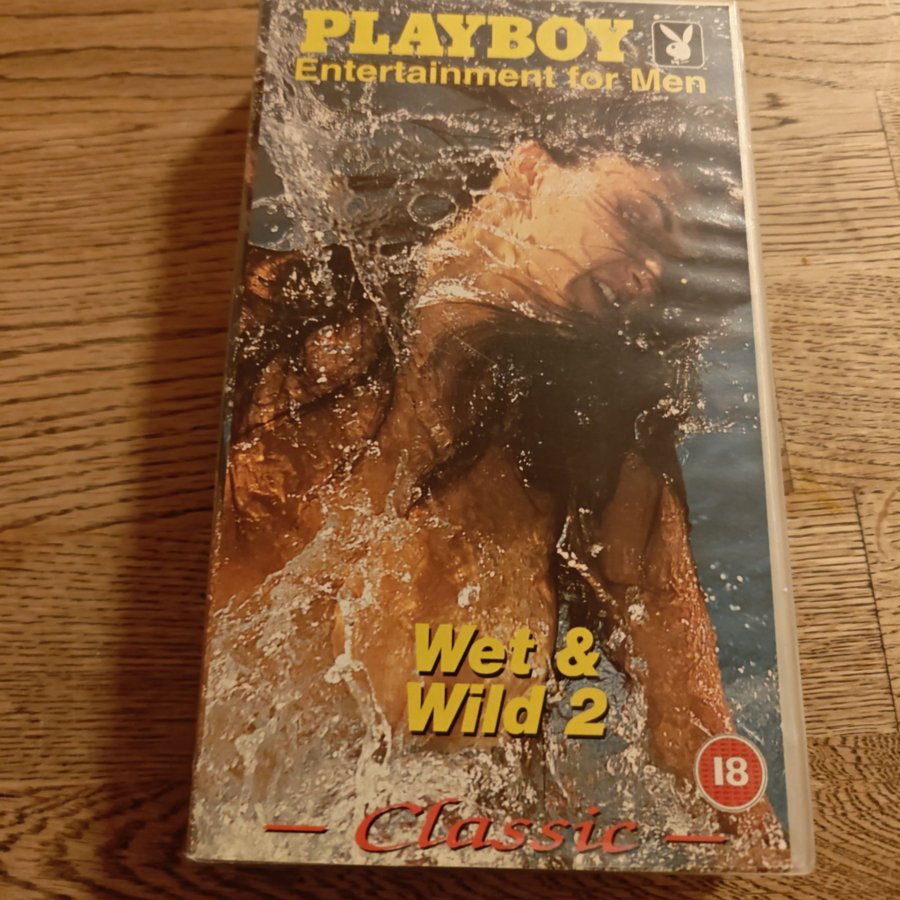 PLAYBOY
Entertainment for Men
Wet &
Wild 2
18
Classic